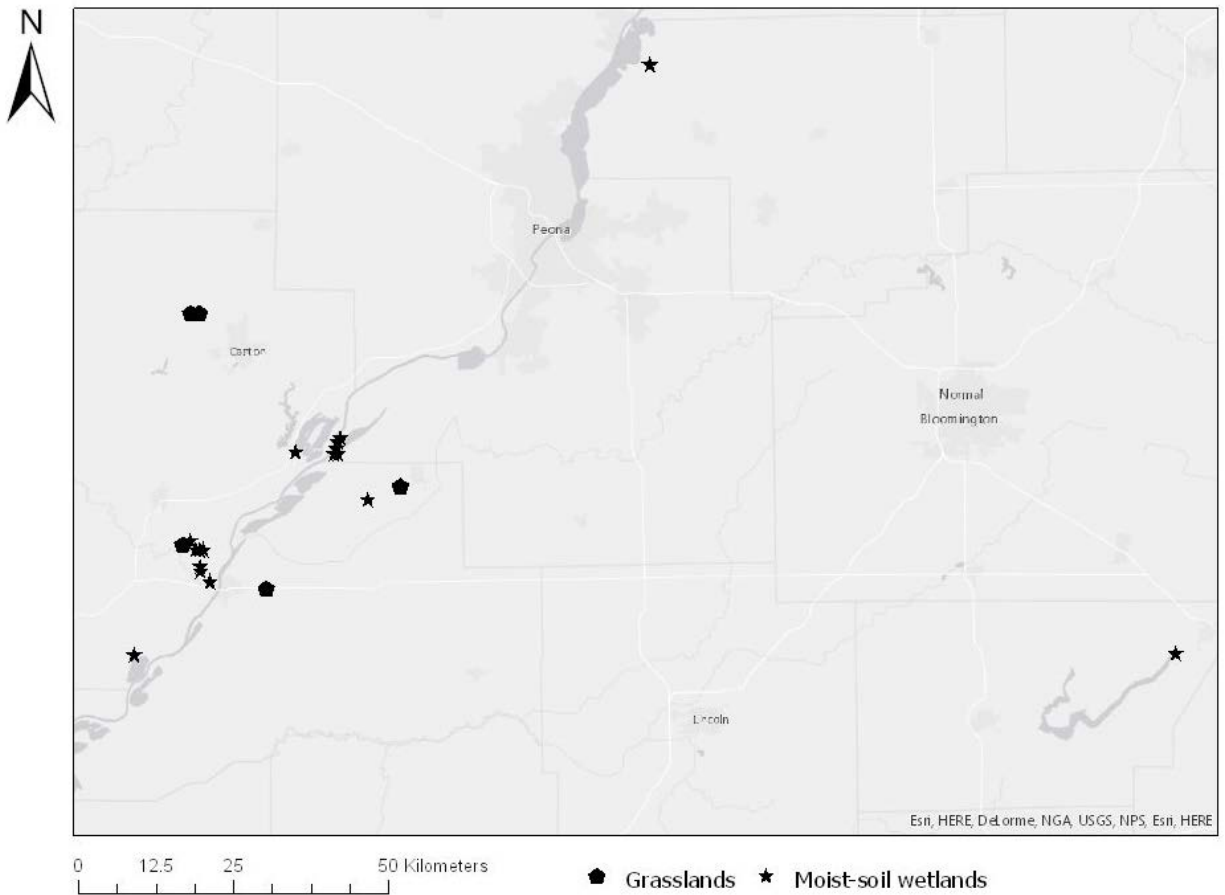 N
Peoria
Canton
Normal
Bloomington
Lincoln
Esri, HERE, DeLorme, NGA, USGS, NPS, Esri, HERE
0 12.5 25 50 Kilometers
Grasslands Moist-soil wetlands